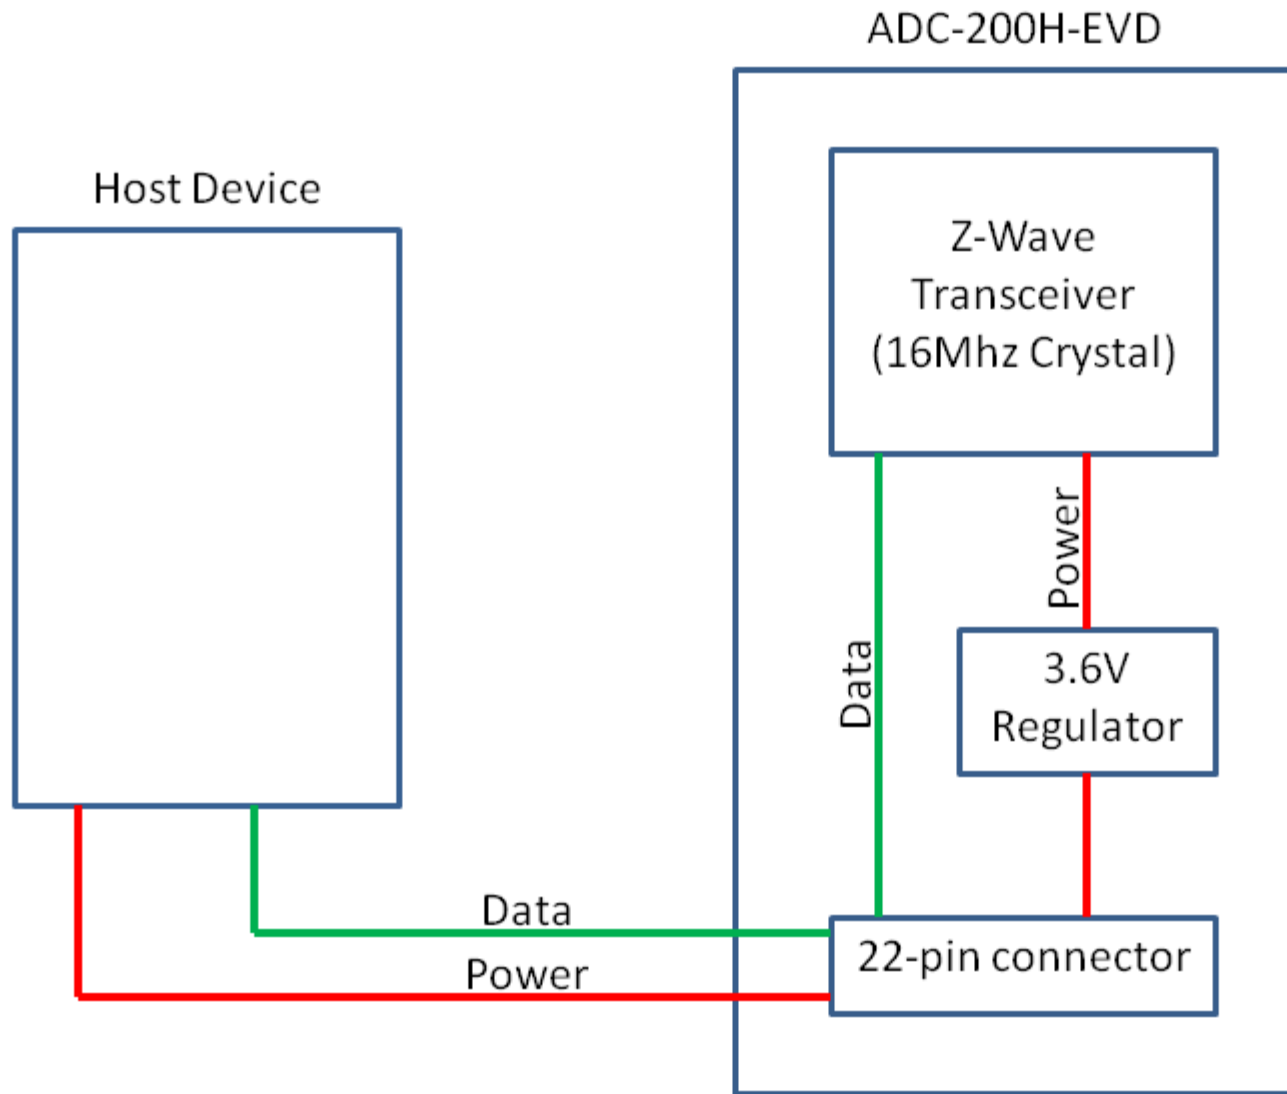 ADC-200H-EVD
Host Device
Z-Wave
Transceiver
(16Mhz Crystal)
Power
Data
3.6V
Regulator
Data
Power
22-pin connector